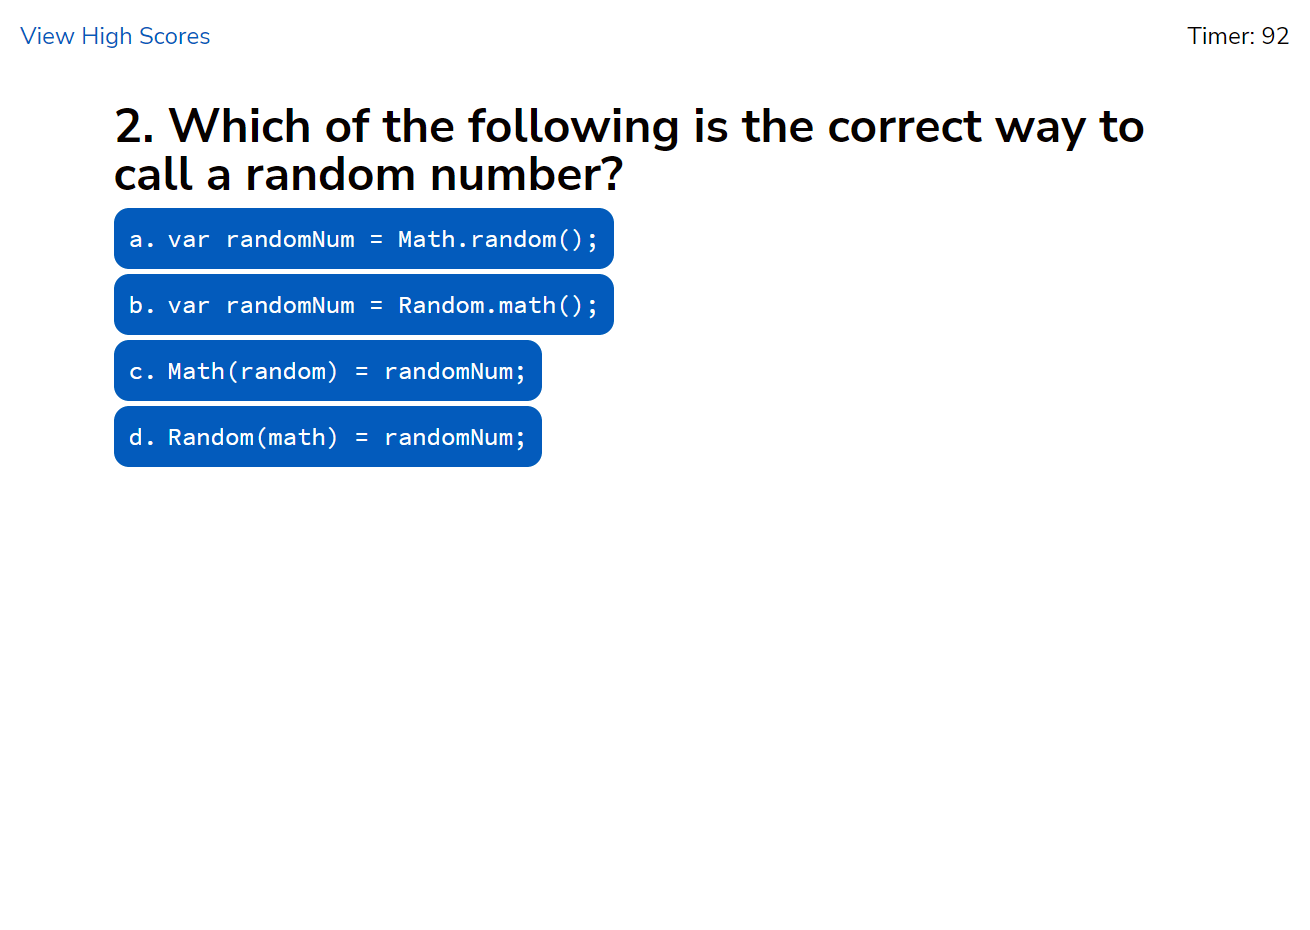 View High Scores
Timer: 92
2. Which of the following is the correct way to
call a random number?
a. var randomNum = Math.random();
b. var randomNum = Random.math();
c. Math(random) = randomNum;
d. Random(math) = randomNum;